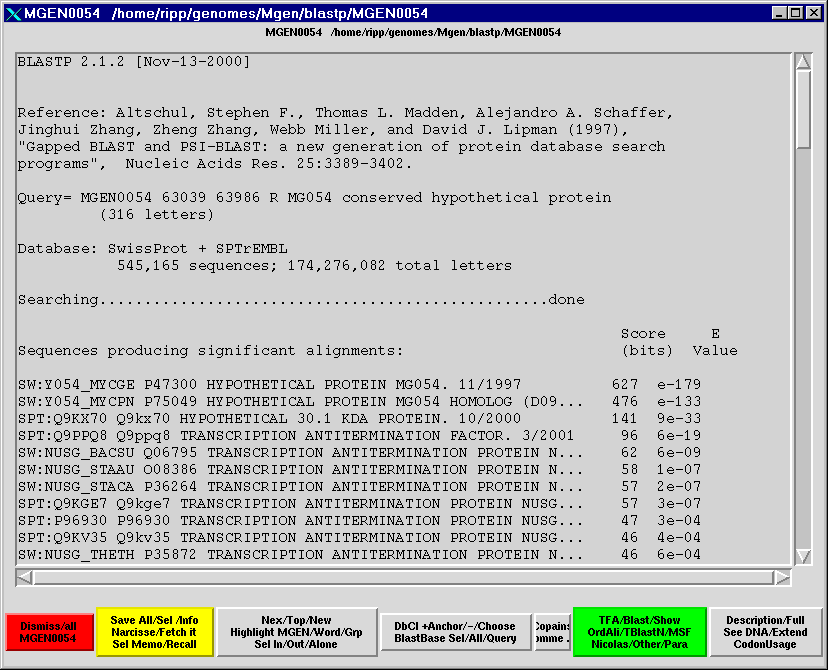 MGEN0054 /home/ripp/genomes/Mgen/blastp/MGEN0054
MGEN0054 /home/ripp/genomes/Mgen/blastp/MGEN0054
BLASTP 2.1.2 [Nov-13-2000]
Reference: Altschul, Stephen F., Thomas L. Madden, Alejandro A. Schaffer,
Jinghui Zhang, Zheng Zhang, Webb Miller, and David J. Lipman (1997),
"Gapped BLAST and PSI-BLAST: a new generation of protein database search
programs", Nucleic Acids Res. 25:3389-3402.
Query= MGEN0054 63039 63986 R MG054 conserved hypothetical protein
(316 letters)
Database: SwissProt + SPTrEMBL
545,165 sequences; 174,276,082 total letters
Searching..................................................done
Score E
Sequences producing significant alignments: (bits) Value
SW:Y054_MYCGE P47300 HYPOTHETICAL PROTEIN MG054. 11/1997 627 e-179
SW:Y054_MYCPN P75049 HYPOTHETICAL PROTEIN MG054 HOMOLOG (D09... 476 e-133
SPT:Q9KX70 Q9kx70 HYPOTHETICAL 30.1 KDA PROTEIN. 10/2000 141 9e-33
SPT:Q9PPQ8 Q9ppq8 TRANSCRIPTION ANTITERMINATION FACTOR. 3/2001 96 6e-19
SW:NUSG_BACSU Q06795 TRANSCRIPTION ANTITERMINATION PROTEIN N... 62 6e-09
SW:NUSG_STAAU O08386 TRANSCRIPTION ANTITERMINATION PROTEIN N... 58 1e-07
SW:NUSG_STACA P36264 TRANSCRIPTION ANTITERMINATION PROTEIN N... 57 2e-07
SPT:Q9KGE7 Q9kge7 TRANSCRIPTION ANTITERMINATION PROTEIN NUSG... 57 3e-07
SPT:P96930 P96930 TRANSCRIPTION ANTITERMINATION PROTEIN NUSG... 47 3e-04
SPT:Q9KV35 Q9kv35 TRANSCRIPTION ANTITERMINATION PROTEIN NUSG... 46 4e-04
SW:NUSG_THETH P35872 TRANSCRIPTION ANTITERMINATION PROTEIN N... 46 6e-04
Dismiss/all
MGEN0054
Save All/Sel /Info
Narcisse/Fetch it
Sel Memo/Recall
Nex/Top/New
Highlight MGEN/Word/Grp
Sel In/Out/Alone
DbCl +Anchor/-/Choose
BlastBase Sel/All/Query
Copains
omme .
TFA/Blast/Show
OrdAli/TBlastN/MSF
Nicolas/Other/Para
Description/Full
See DNA/Extend
CodonUsage